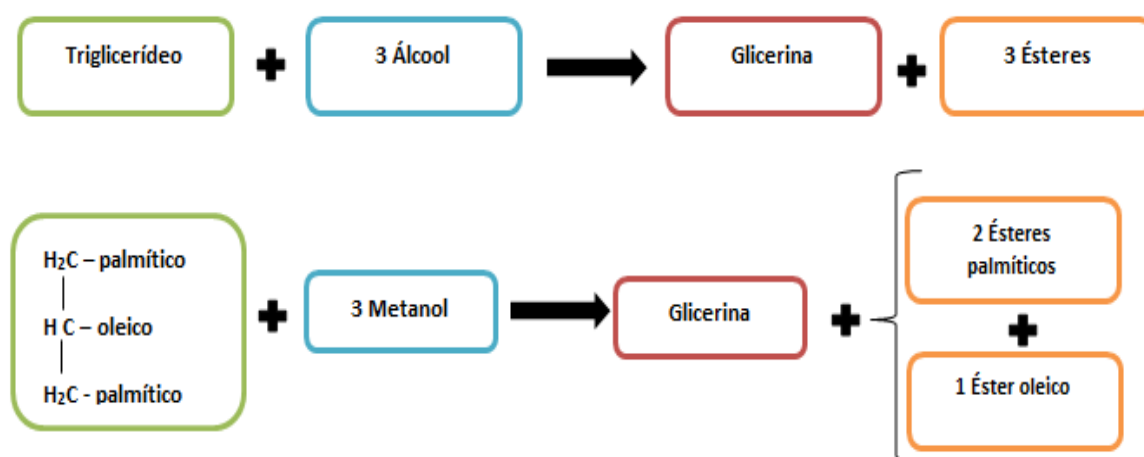 Triglicerídeo
3 Álcool
Glicerina
3 Ésteres
H₂C – palmítico
H C – oleico
H₂C - palmítico
3 Metanol
Glicerina
2 Ésteres
palmíticos
1 Éster oleico